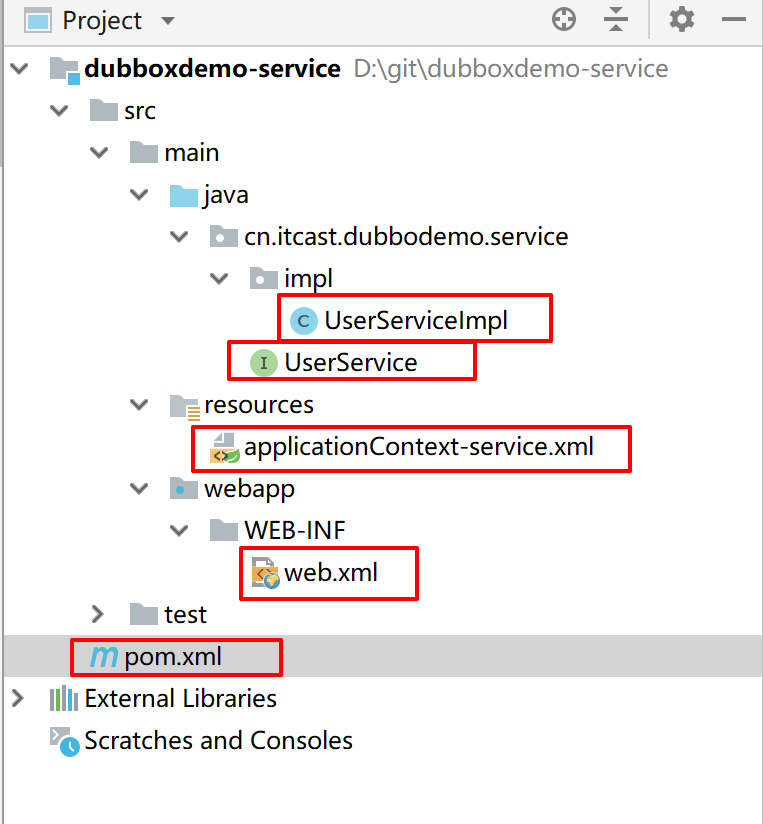 Project
dubboxdemo-service D:\git\dubboxdemo-service
src
main
java
cn.itcast.dubbodemo.service
impl
C UserServiceImpl
I UserService
resources
applicationContext-service.xml
webapp
WEB-INF
web.xml
test
m pom.xml
External Libraries
Scratches and Consoles